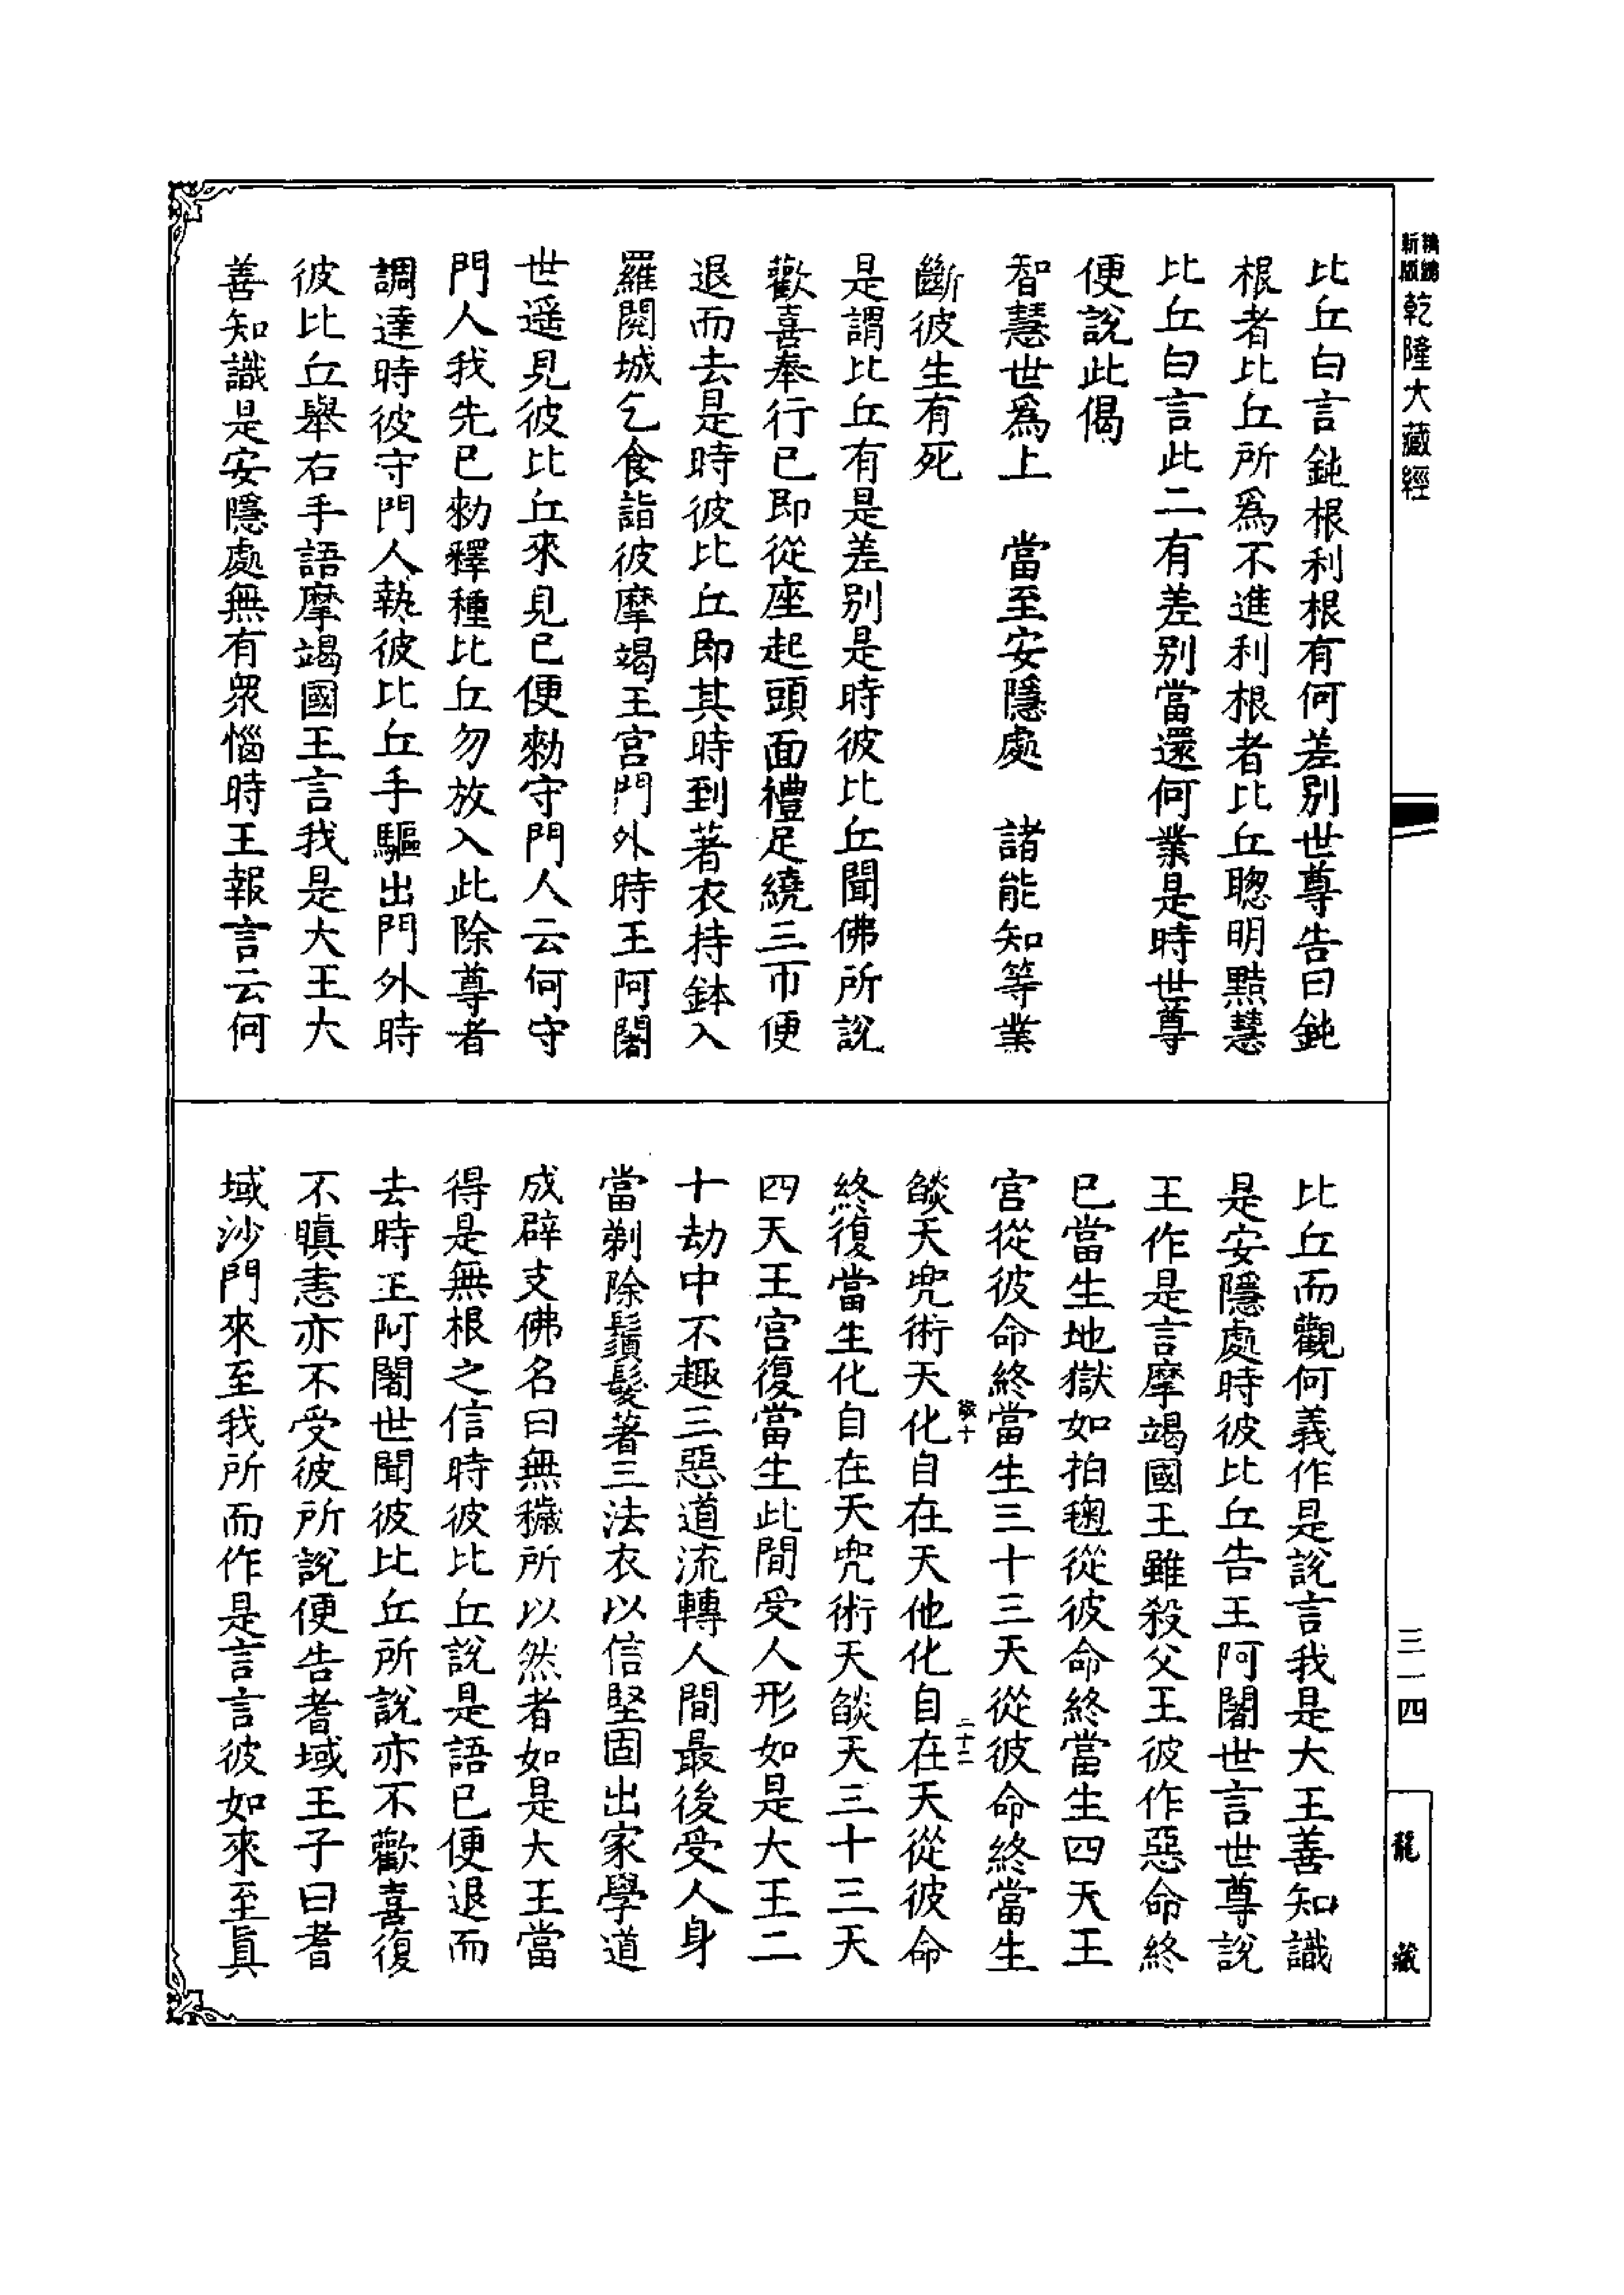 新版
乾隆大藏經
比丘白言鈍根利根有何差別世尊告曰鈍
根者比丘所爲不進利根者比丘聰明黠慧
比丘白言此二有差別當還何業是時世尊
便說此偈
智慧世爲上　當至安隱處　諸能知等業
斷彼生有死
是謂比丘有是差別是時彼比丘聞佛所說
歡喜奉行已即從座起頭面禮足繞三帀便
退而去是時彼比丘即其時到著衣持鉢入
羅閱城乞食詣彼摩竭王宮門外時王阿闍
世遥見彼比丘來見已便勑守門人云何守
門人我先已勑釋種比丘勿放入此除尊者
調達時彼守門人執彼比丘手驅出門外時
彼比丘舉右手語摩竭國王言我是大王大
善知識是安隱處無有眾惱時王報言云何
比丘而觀何義作是說言我是大王善知識
是安隱處時彼比丘告王阿闍世言世尊說
王作是言摩竭國王雖殺父王彼作惡命終
已當生地獄如拍毱從彼命終當生四天王
宮從彼命終當生三十三天從彼命終當生
燄天兜術天化自在天他化自在天從彼命
敬十
二十二
終復當生化自在天兜術天燄天三十三天
四天王宮復當生此間受人形如是大王二
十劫中不趣三惡道流轉人間最後受人身
當剃除鬚髮著三法衣以信堅固出家學道
成辟支佛名曰無穢所以然者如是大王當
得是無根之信時彼比丘說是語已便退而
去時王阿闍世聞彼比丘所說亦不歡喜復
不瞋恚亦不受彼所說便告耆域王子曰耆
域沙門來至我所而作是言言彼如來至眞
三一四
龍藏